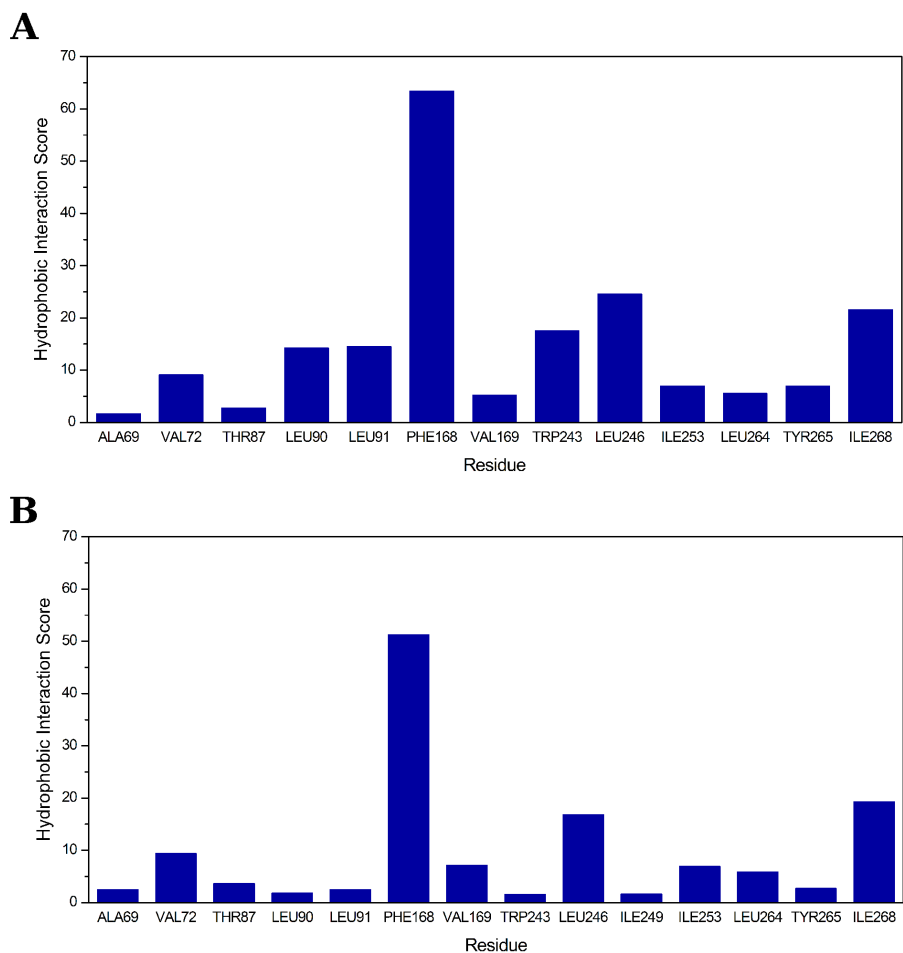 A
70
60
50
40
30
20
10
0
Hydrophobic Interaction Score
ALA69 VAL72 THR87 LEU90 LEU91 PHE168 VAL169 TRP243 LEU246 ILE253 LEU264 TYR265 ILE268
Residue
B
70
60
50
40
30
20
10
0
Hydrophobic Interaction Score
ALA69 VAL72 THR87 LEU90 LEU91 PHE168 VAL169 TRP243 LEU246 ILE249 ILE253 LEU264 TYR265 ILE268
Residue